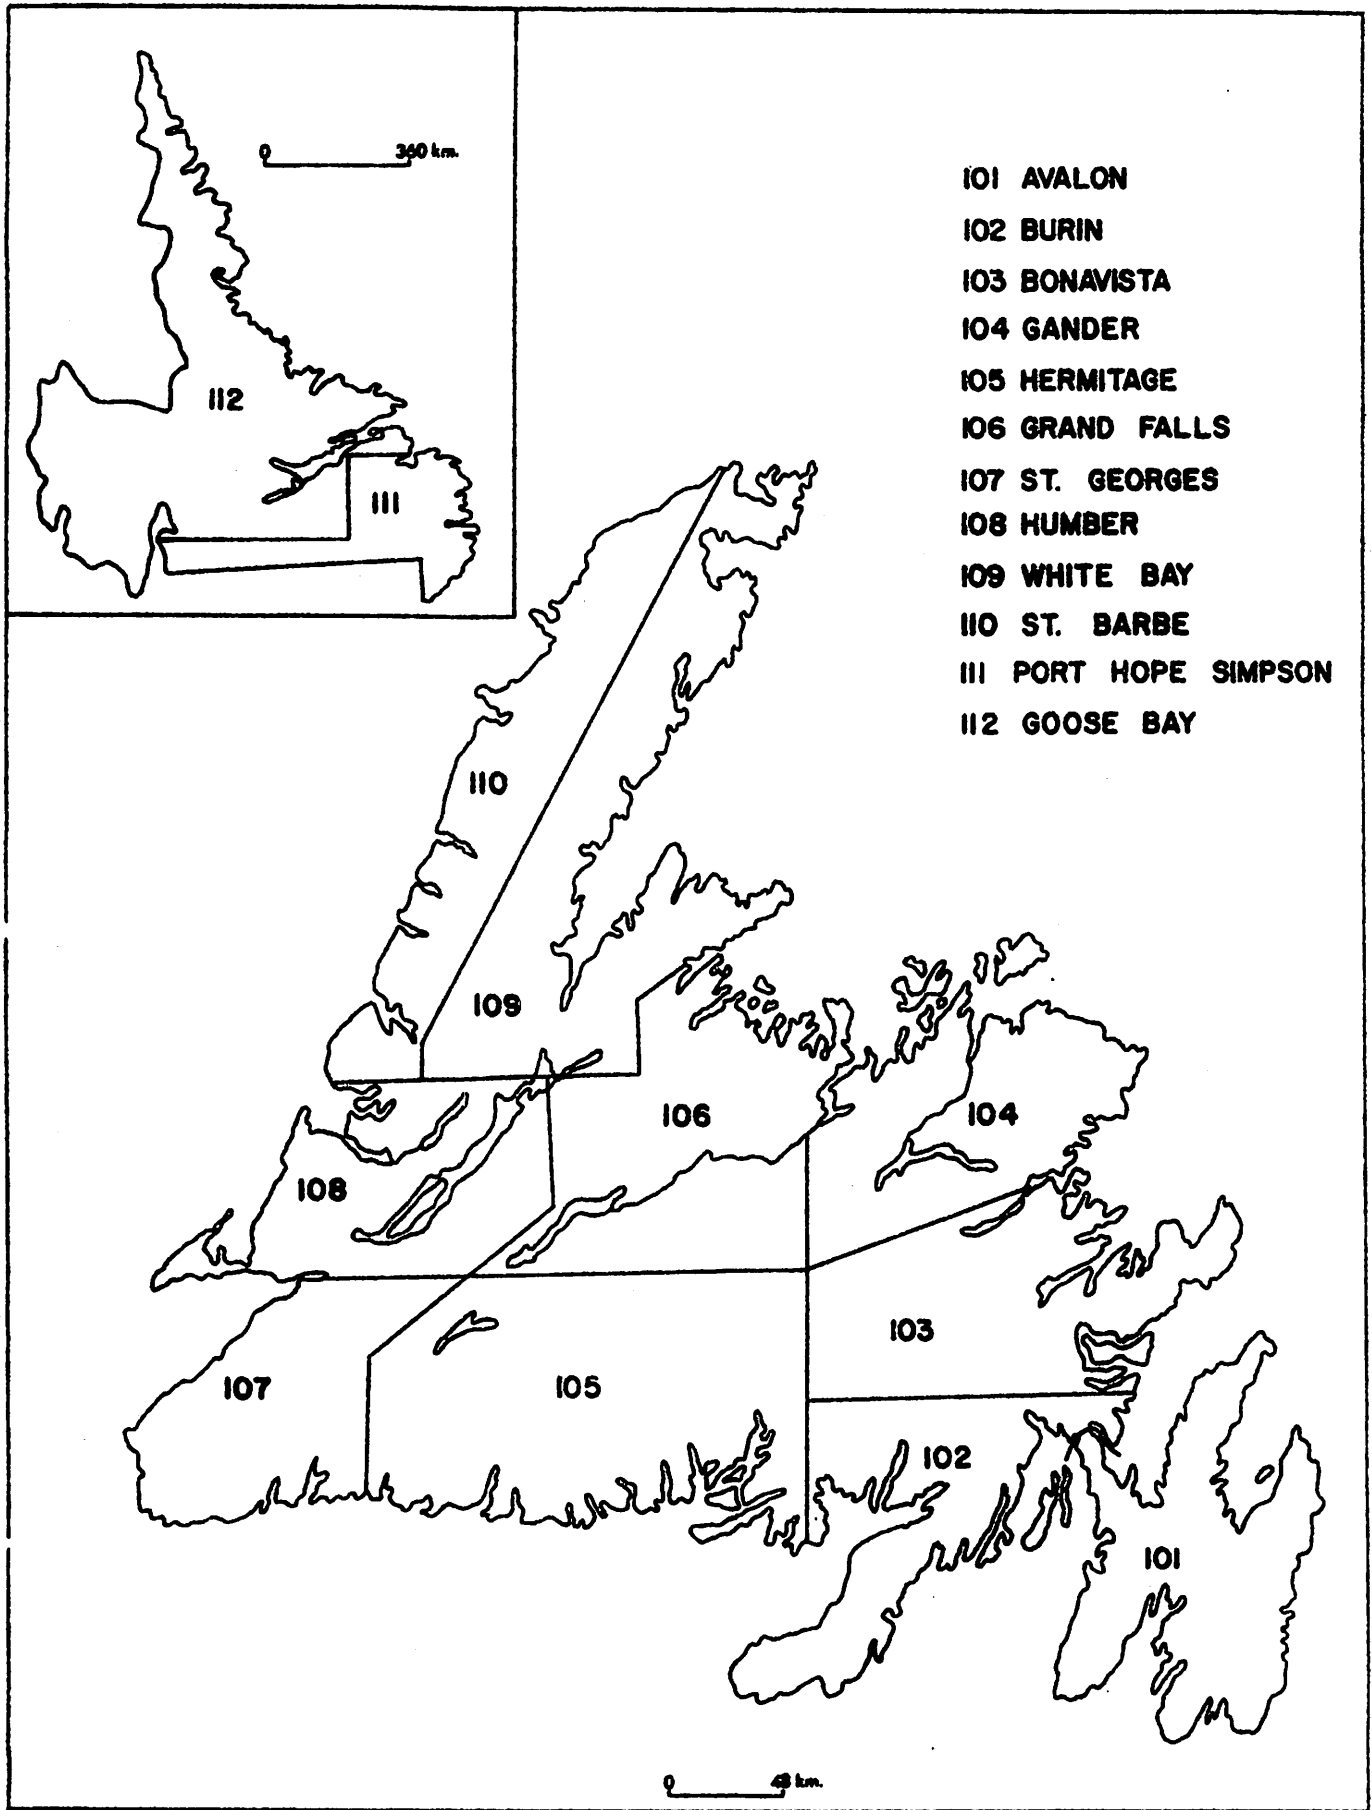 0 360 km.
112
111
101 AVALON
102 BURIN
103 BONAVISTA
104 GANDER
105 HERMITAGE
106 GRAND FALLS
107 ST. GEORGES
108 HUMBER
109 WHITE BAY
110 ST. BARBE
111 PORT HOPE SIMPSON
112 GOOSE BAY
110
109
106
104
108
103
107
105
102
101
0 48 km.